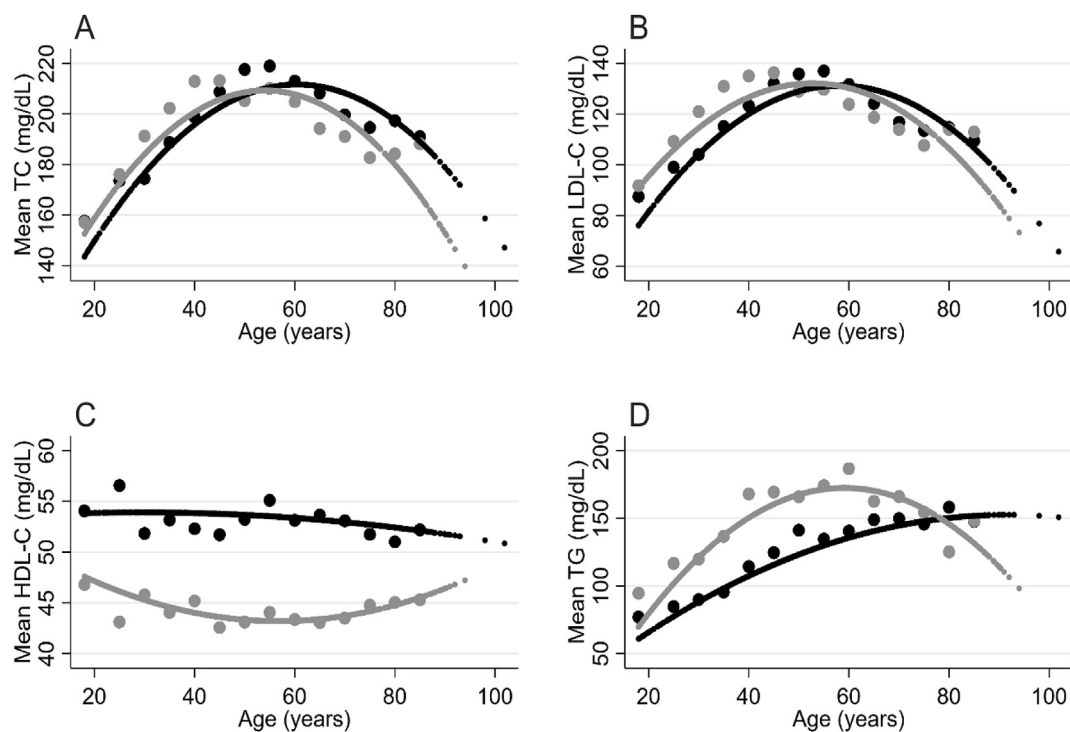 A
Mean TC (mg/dL)
220
200
180
160
140
20 40 60 80 100
Age (years)
B
Mean LDL-C (mg/dL)
140
120
100
80
60
20 40 60 80 100
Age (years)
C
Mean HDL-C (mg/dL)
60
55
50
45
40
20 40 60 80 100
Age (years)
D
Mean TG (mg/dL)
200
150
100
50
20 40 60 80 100
Age (years)